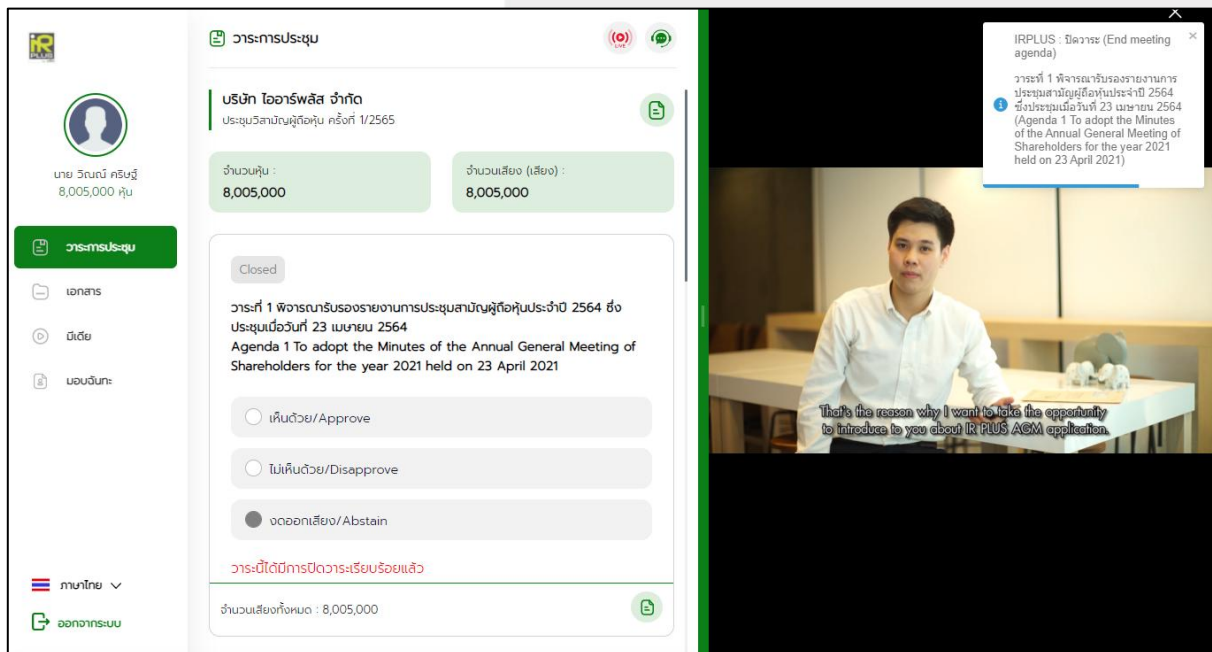 iR
PLUS
นาย วิณณ์ ศรีษฐ์
8,005,000 หุ้น
วาระการประชุม
เอกสาร
มีเดีย
มอบฉันทะ
ภาษาไทย
ออกจากระบบ
วาระการประชุม
LIVE
บริษัท ไออาร์พลัส จำกัด
ประชุมวิสามัญผู้ถือหุ้น ครั้งที่ 1/2565
จำนวนหุ้น :
8,005,000
จำนวนเสียง (เสียง) :
8,005,000
Closed
วาระที่ 1 พิจารณารับรองรายงานการประชุมสามัญผู้ถือหุ้นประจำปี 2564 ซึ่ง
ประชุมเมื่อวันที่ 23 เมษายน 2564
Agenda 1 To adopt the Minutes of the Annual General Meeting of
Shareholders for the year 2021 held on 23 April 2021
เห็นด้วย/Approve
ไม่เห็นด้วย/Disapprove
งดออกเสียง/Abstain
วาระนี้ได้มีการปิดวาระเรียบร้อยแล้ว
จำนวนเสียงทั้งหมด : 8,005,000
IRPLUS : ปิดวาระ (End meeting
agenda)
วาระที่ 1 พิจารณารับรองรายงานการ
ประชุมสามัญผู้ถือหุ้นประจำปี 2564
ซึ่งประชุมเมื่อวันที่ 23 เมษายน 2564
(Agenda 1 To adopt the Minutes
of the Annual General Meeting of
Shareholders for the year 2021
held on 23 April 2021)
That's the reason why I want to take the opportunity
to introduce to you about IR PLUS AGM application.